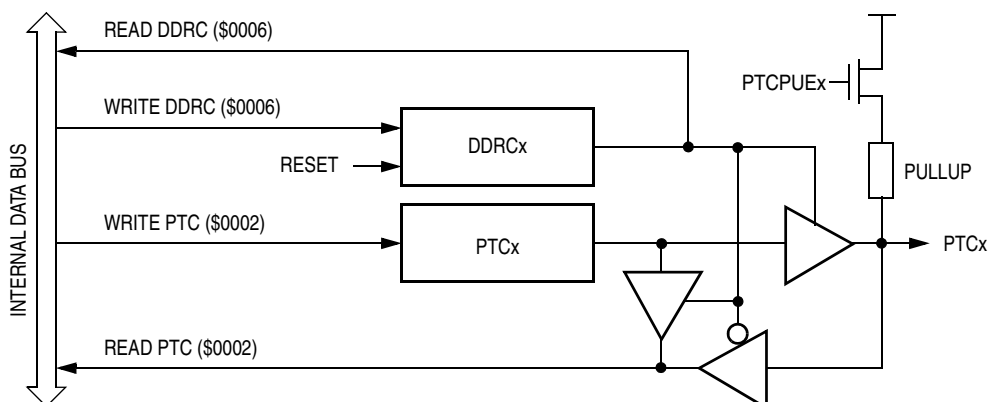 READ DDRC ($0006)
PTCPUEx
WRITE DDRC ($0006)
DDRCx
RESET
PULLUP
INTERNAL DATA BUS
WRITE PTC ($0002)
PTCx
PTCx
READ PTC ($0002)